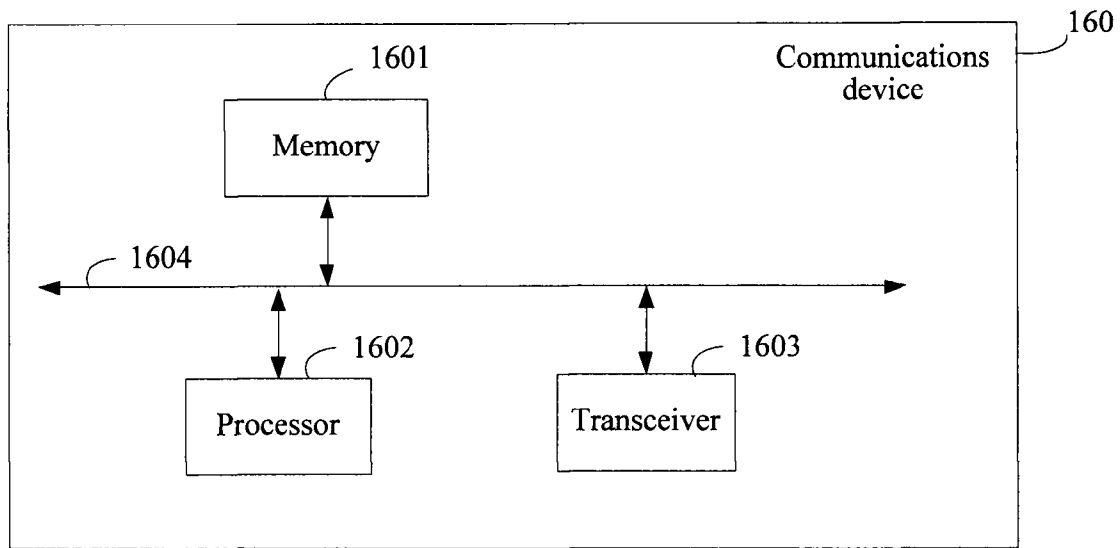 160
Communications
device
1601
Memory
1604
1602
1603
Processor
Transceiver